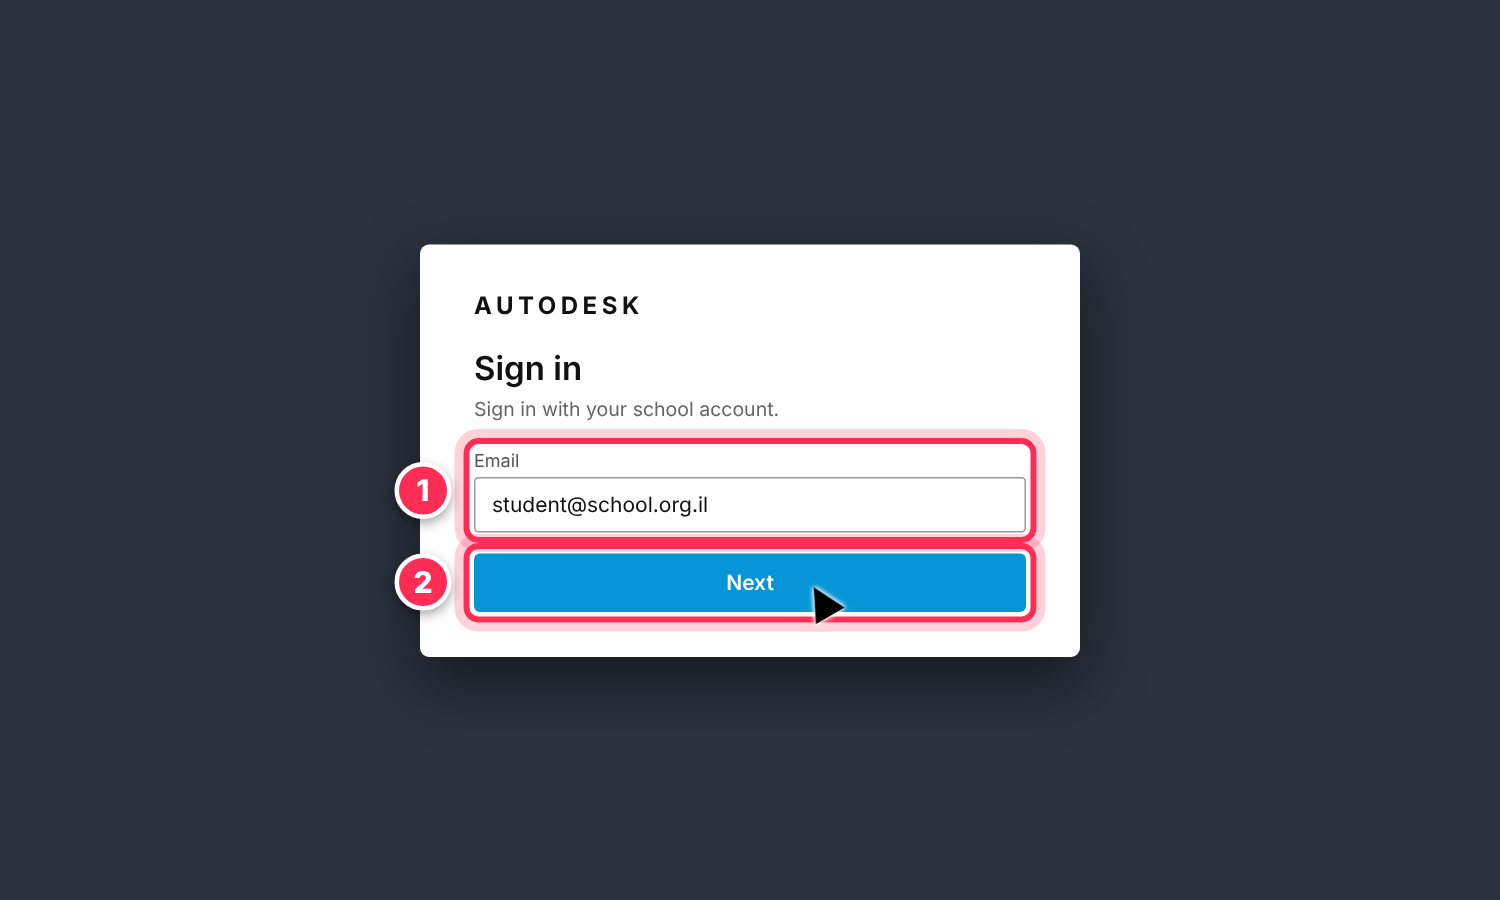 AUTODESK
Sign in
Sign in with your school account.
Email
1
student@school.org.il
2
Next